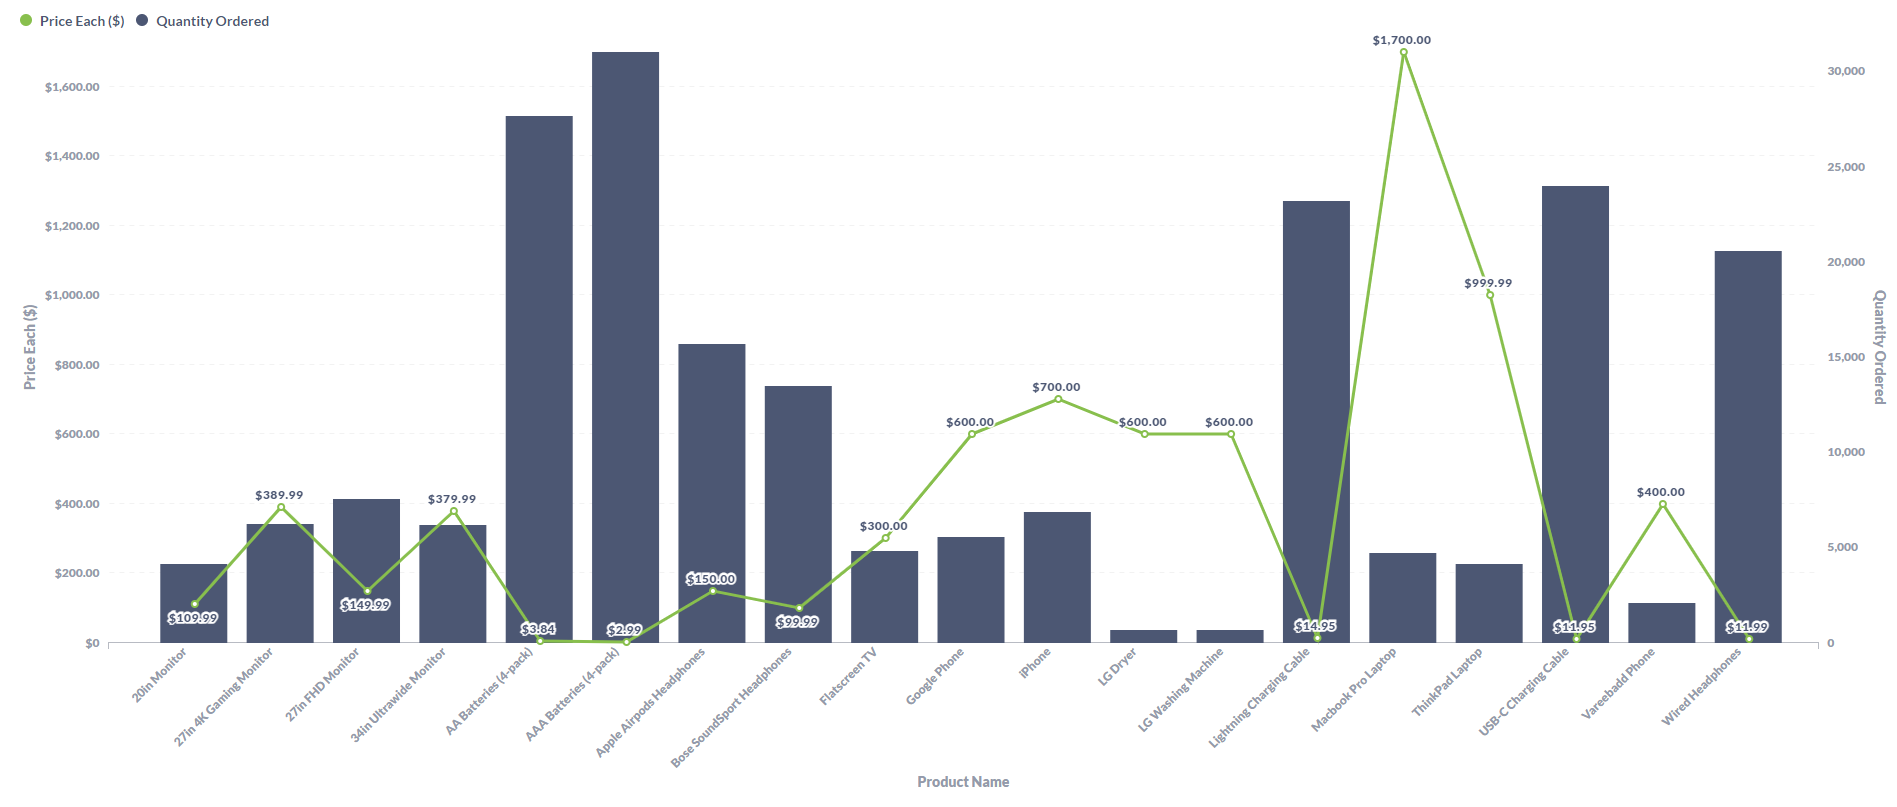 Price Each ($) Quantity Ordered
Price Each ($)
$1,600.00
$1,400.00
$1,200.00
$1,000.00
$800.00
$600.00
$400.00
$200.00
$0
30,000
25,000
20,000
15,000
10,000
5,000
0
Quantity Ordered
$109.99
$389.99
$149.99
$379.99
$3.84
$2.99
$150.00
$99.99
$300.00
$600.00
$700.00
$600.00
$600.00
$14.95
$1,700.00
$999.99
$11.95
$400.00
$11.99
20in Monitor
27in 4K Gaming Monitor
27in FHD Monitor
34in Ultrawide Monitor
AA Batteries (4-pack)
AAA Batteries (4-pack)
Apple Airpods Headphones
Bose SoundSport Headphones
Flatscreen TV
Google Phone
iPhone
LG Dryer
LG Washing Machine
Lightning Charging Cable
Macbook Pro Laptop
ThinkPad Laptop
USB-C Charging Cable
Vareebadd Phone
Wired Headphones
Product Name